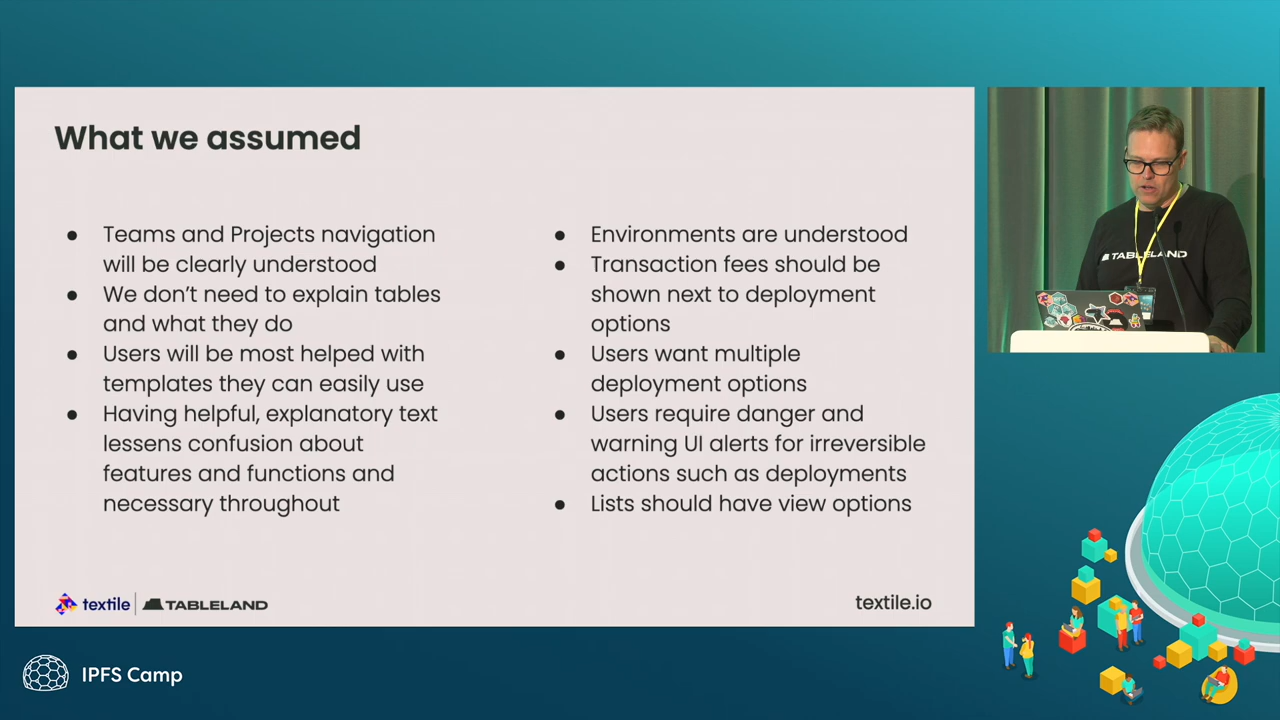 What we assumed
● Teams and Projects navigation
will be clearly understood
● We don't need to explain tables
and what they do
● Users will be most helped with
templates they can easily use
● Having helpful, explanatory text
lessens confusion about
features and functions and
necessary throughout
● Environments are understood
● Transaction fees should be
shown next to deployment
options
● Users want multiple
deployment options
● Users require danger and
warning UI alerts for irreversible
actions such as deployments
● Lists should have view options
textile | TABLELAND
textile.io
TABLELAND
IPFS Camp